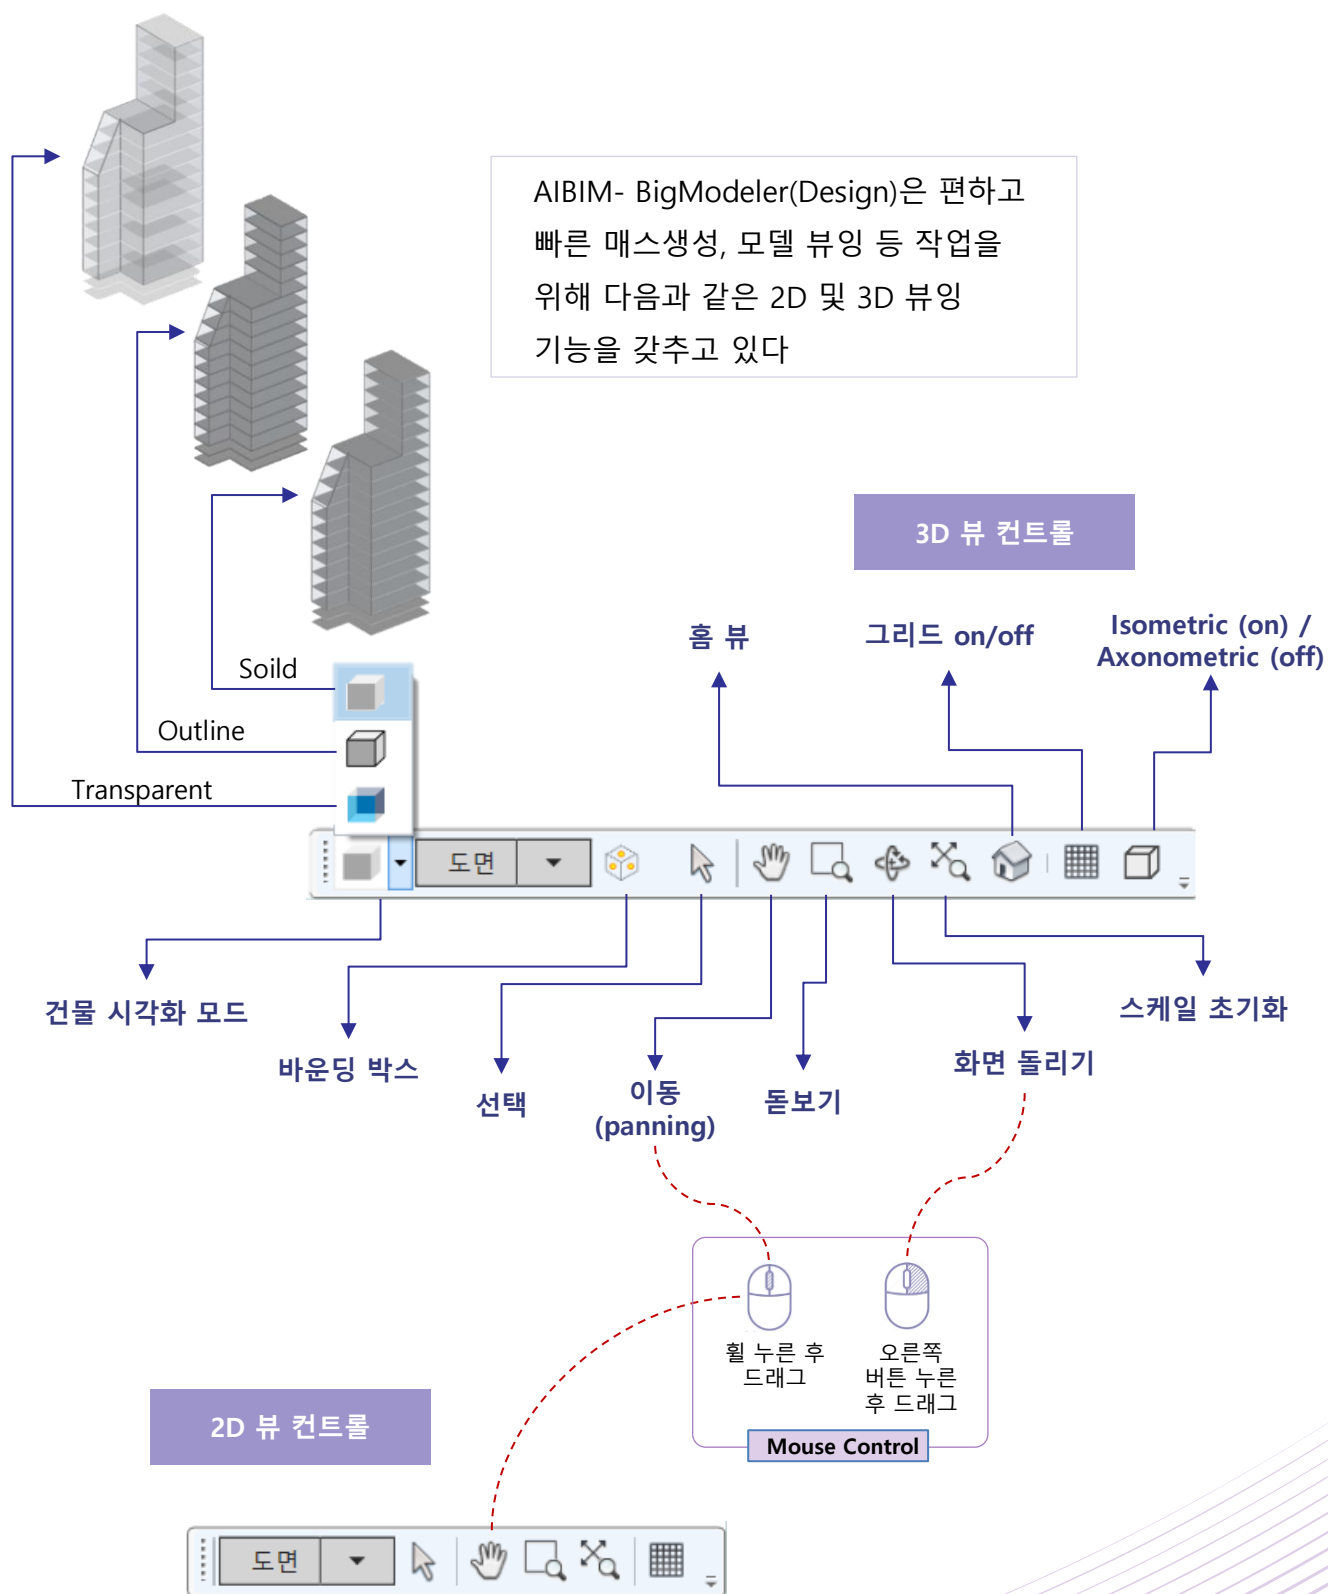 AIBIM- BigModeler(Design)은 편하고
빠른 매스생성, 모델 뷰잉 등 작업을
위해 다음과 같은 2D 및 3D 뷰잉
기능을 갖추고 있다
3D 뷰 컨트롤
홈 뷰
그리드 on/off
Isometric (on) /
Axonometric (off)
Soild
Outline
Transparent
도면
건물 시각화 모드
바운딩 박스
선택
이동
(panning)
돋보기
화면 돌리기
스케일 초기화
휠 누른 후
드래그
오른쪽
버튼 누른
후 드래그
Mouse Control
2D 뷰 컨트롤
도면